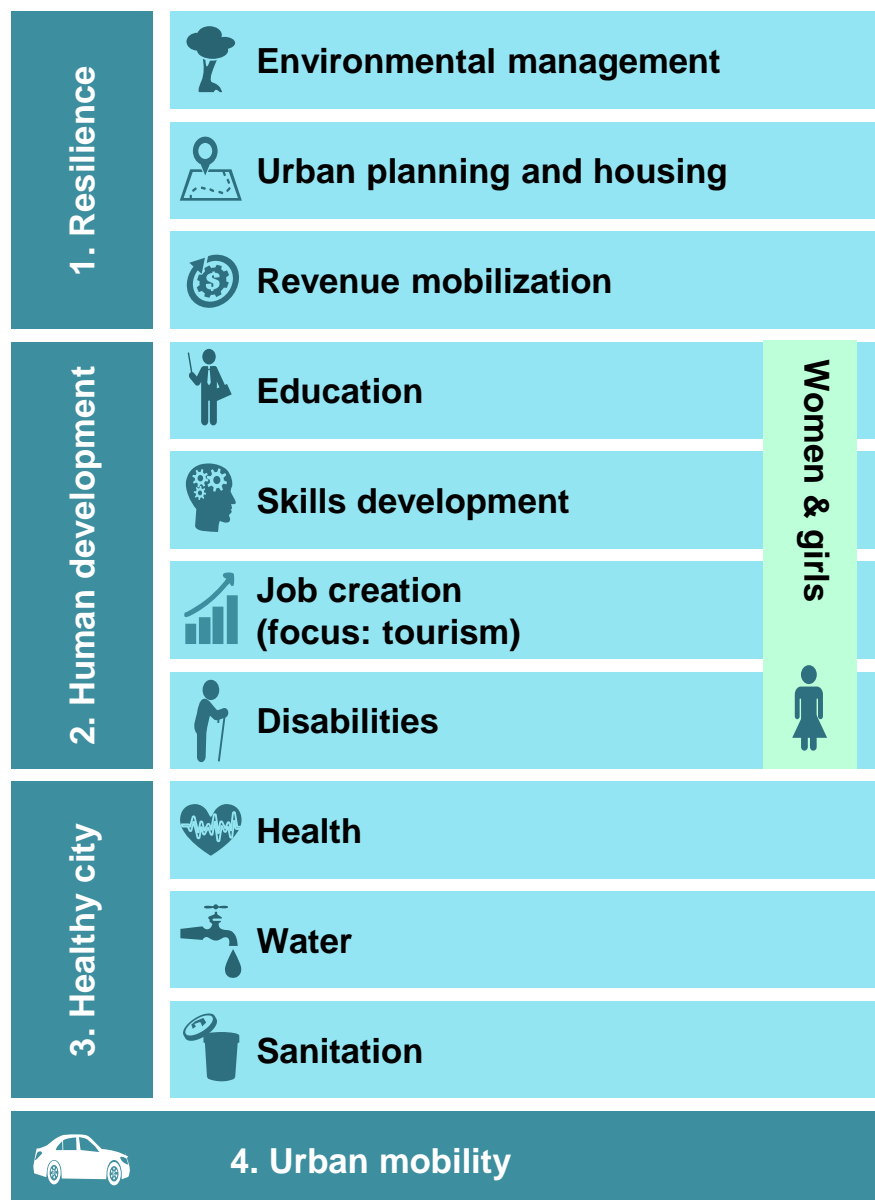 1. Resilience
Environmental management
Urban planning and housing
Revenue mobilization
2. Human development
Education
Skills development
Job creation
(focus: tourism)
Disabilities
Women & girls
3. Healthy city
Health
Water
Sanitation
4. Urban mobility